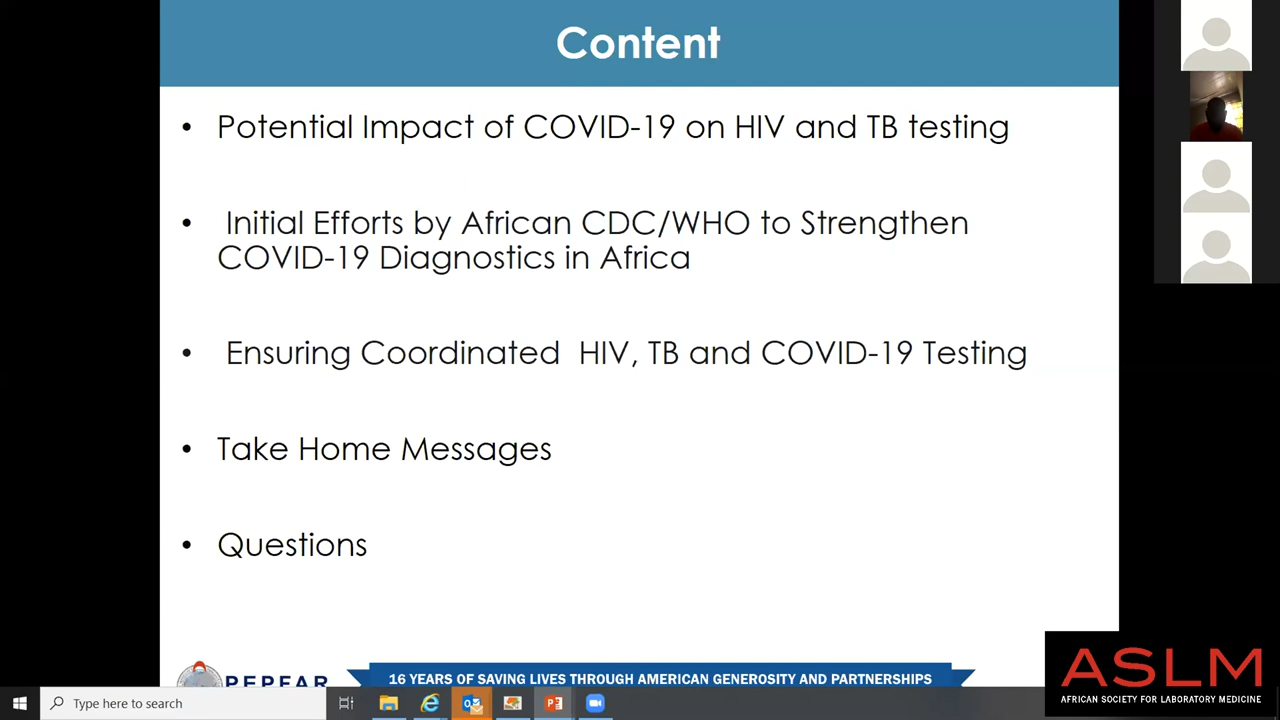 Content
• Potential Impact of COVID-19 on HIV and TB testing
• Initial Efforts by African CDC/WHO to Strengthen
COVID-19 Diagnostics in Africa
• Ensuring Coordinated HIV, TB and COVID-19 Testing
• Take Home Messages
• Questions
PEPFAR
16 YEARS OF SAVING LIVES THROUGH AMERICAN GENEROSITY AND PARTNERSHIPS
ASLM
AFRICAN SOCIETY FOR LABORATORY MEDICINE
Type here to search